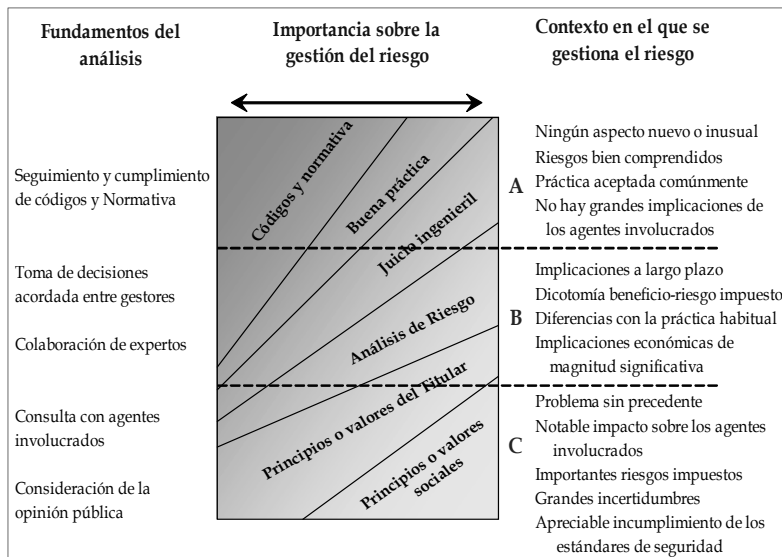 Fundamentos del
análisis
Importancia sobre la
gestión del riesgo
Contexto en el que se
gestiona el riesgo
Seguimiento y cumplimiento
de códigos y Normativa
Toma de decisiones
acordada entre gestores
Colaboración de expertos
Consulta con agentes
involucrados
Consideración de la
opinión pública
Códigos y normativa
Buena práctica
Juicio ingenieril
Análisis de Riesgo
Principios o valores del Titular
Principios o valores
sociales
A
Ningún aspecto nuevo o inusual
Riesgos bien comprendidos
Práctica aceptada comúnmente
No hay grandes implicaciones de
los agentes involucrados
B
Implicaciones a largo plazo
Dicotomía beneficio-riesgo impuesto
Diferencias con la práctica habitual
Implicaciones económicas de
magnitud significativa
C
Problema sin precedente
Notable impacto sobre los agentes
involucrados
Importantes riesgos impuestos
Grandes incertidumbres
Apreciable incumplimiento de los
estándares de seguridad